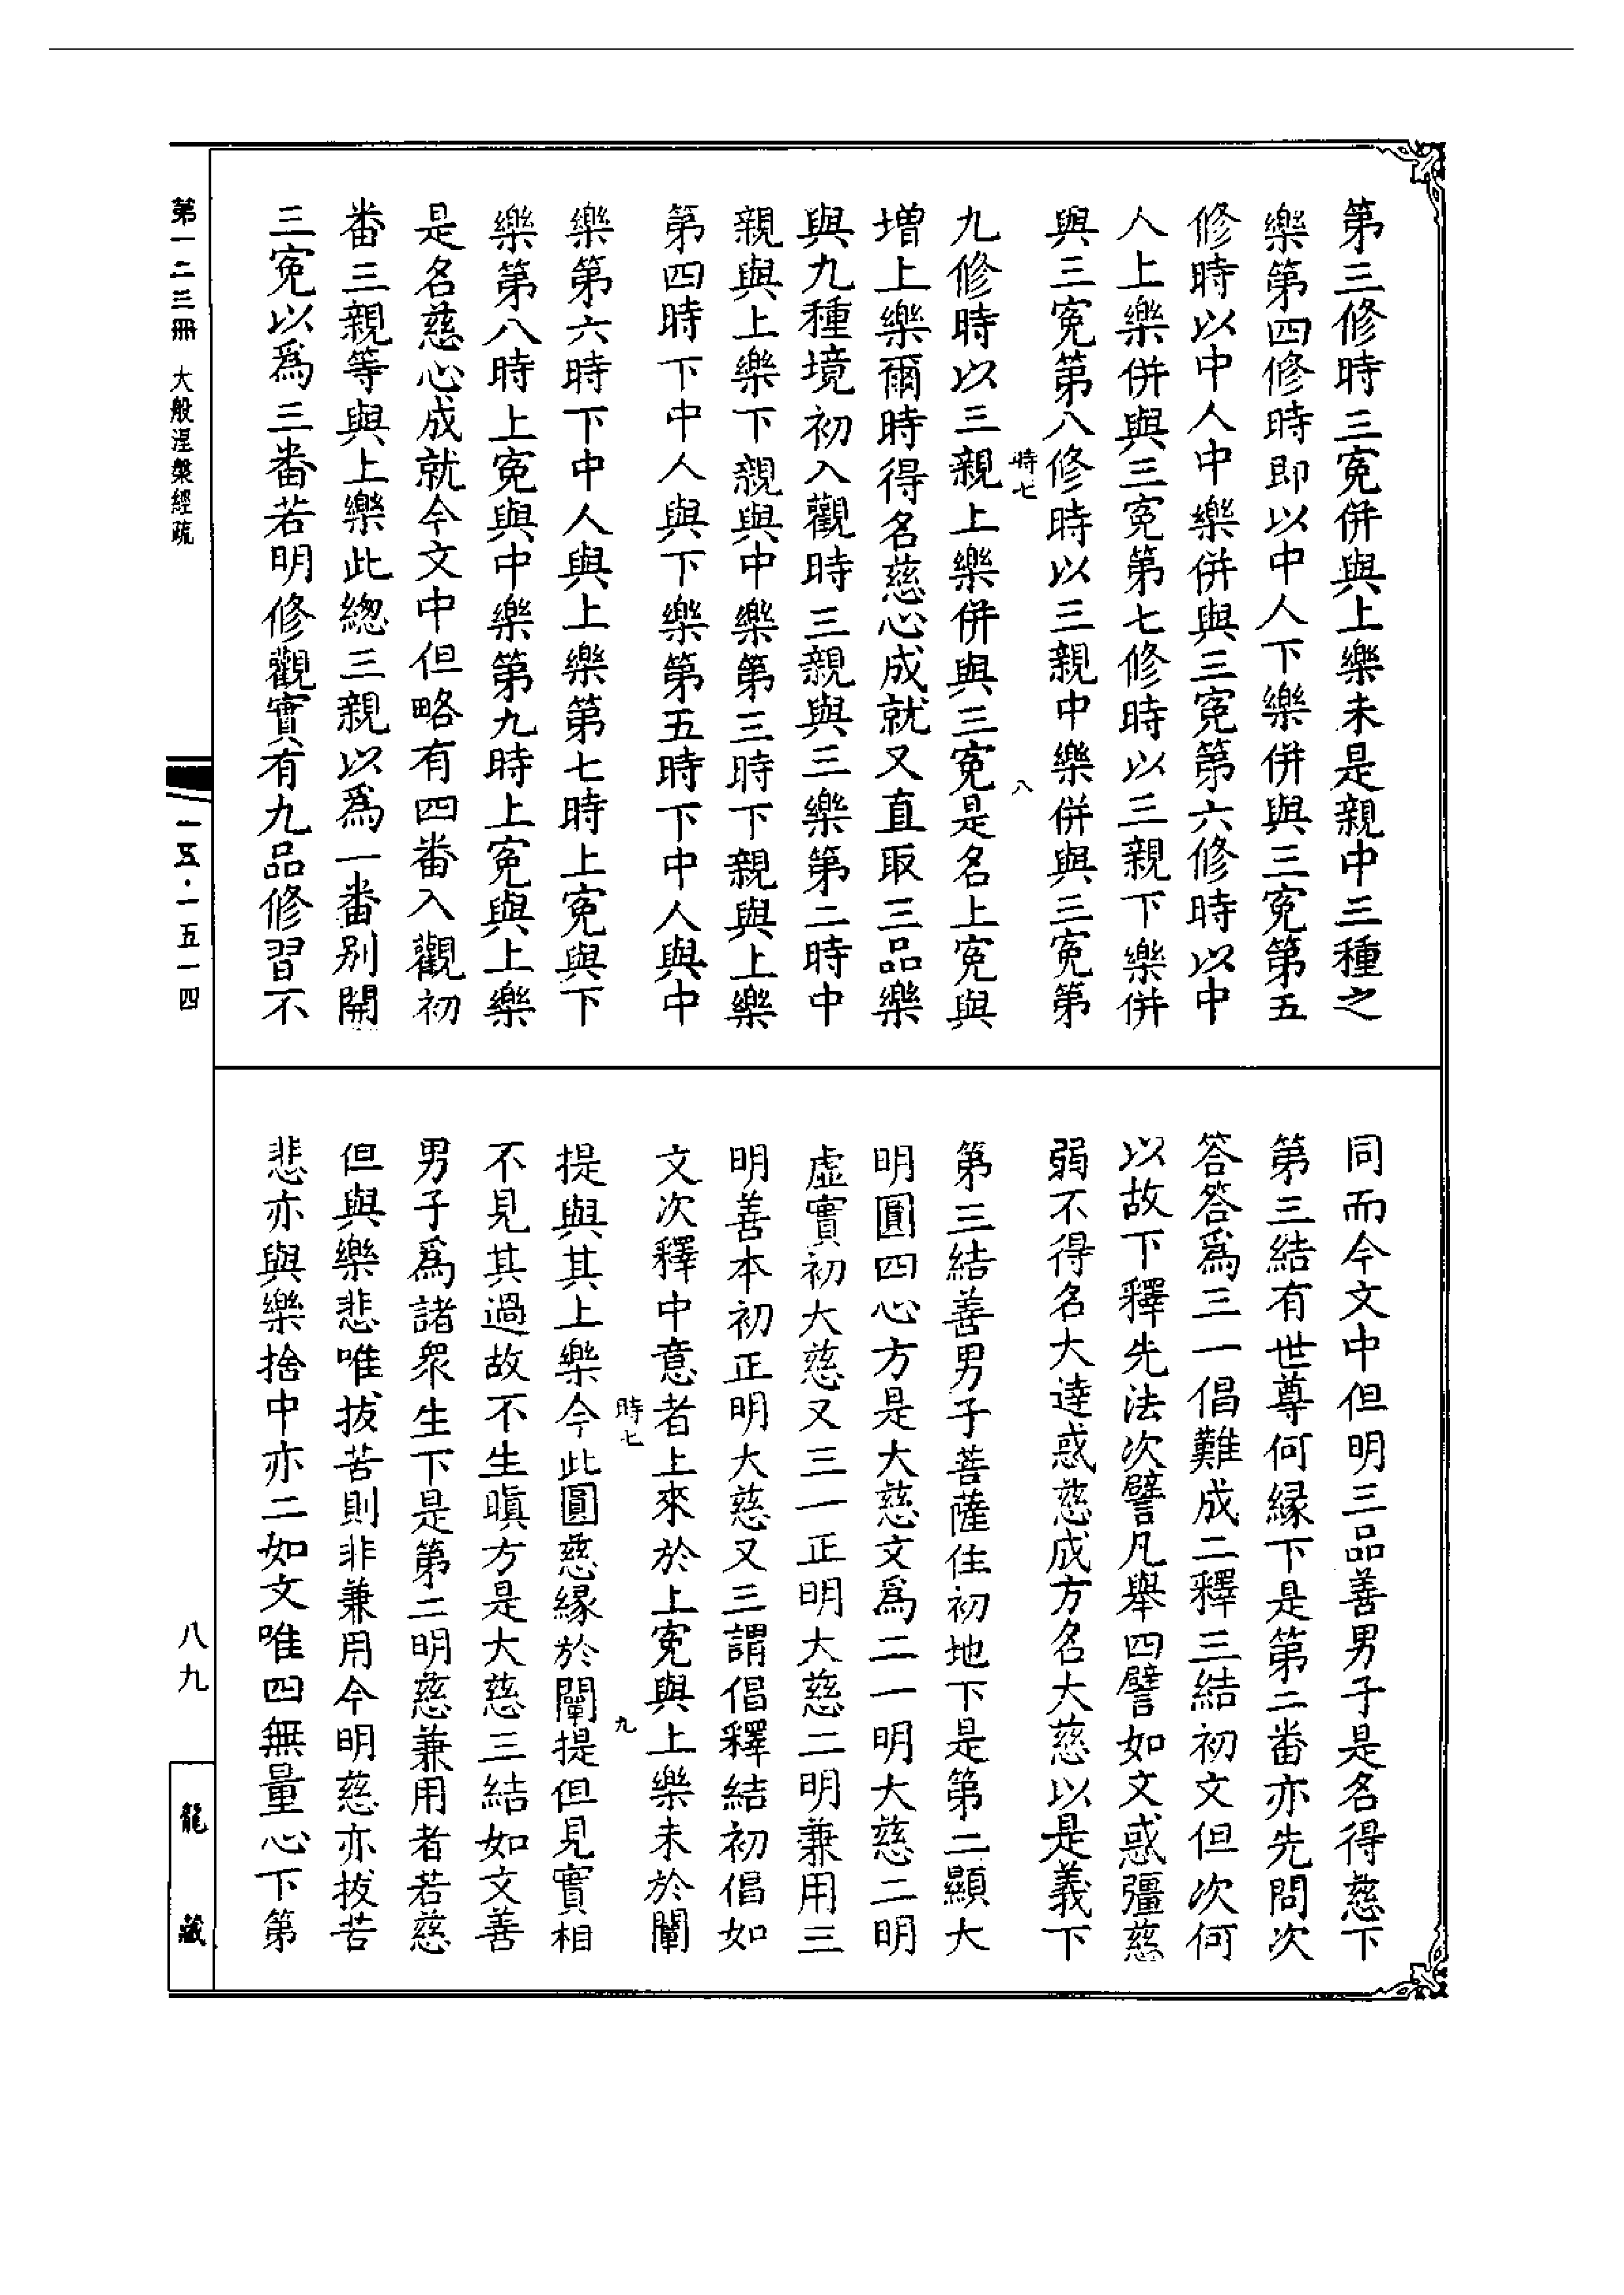 第三修時三寃併與上樂未是親中三種之
樂第四修時即以中人下樂併與三寃第五
修時以中人中樂併與三寃第六修時以中
人上樂併與三寃第七修時以三親下樂併
與三寃第八修時以三親中樂併與三寃第
時七 八
九修時以三親上樂併與三寃是名上寃與
增上樂爾時得名慈心成就又直取三品樂
與九種境初入觀時三親與三樂第二時中
親與上樂下親與中樂第三時下親與上樂
第四時下中人與下樂第五時下中人與中
樂第六時下中人與上樂第七時上寃與下
樂第八時上寃與中樂第九時上寃與上樂
是名慈心成就今文中但略有四番入觀初
番三親等與上樂此總三親以爲一番別開
三寃以爲三番若明修觀實有九品修習不
同而今文中但明三品善男子是名得慈下
第三結有世尊何緣下是第二番亦先問次
答答爲三一倡難成二釋三結初文但次何
以故下釋先法次譬凡舉四譬如文惑彊慈
弱不得名大達惑慈成方名大慈以是義下
第三結善男子菩薩住初地下是第二顯大
明圓四心方是大慈文爲二一明大慈二明
虛實初大慈又三一正明大慈二明兼用三
明善本初正明大慈又三謂倡釋結初倡如
文次釋中意者上來於上寃與上樂未於闡
時七 九
提與其上樂今此圓慈緣於闡提但見實相
不見其過故不生瞋方是大慈三結如文善
男子爲諸衆生下是第二明慈兼用者若慈
但與樂悲唯拔苦則非兼用今明慈亦拔苦
悲亦與樂捨中亦二如文唯四無量心下第
第一二三冊 大般涅槃經疏
一五·一五一四
八九
龍藏